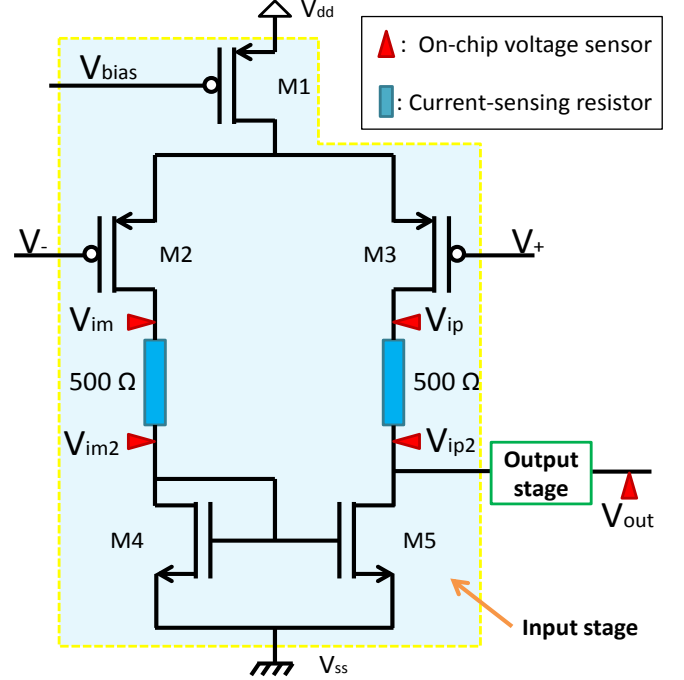 Vdd
: On-chip voltage sensor
Vbias
M1
: Current-sensing resistor
V-
M2
M3
V+
Vim
Vip
500 Ω
500 Ω
Vim2
Vip2
Output
stage
Vout
M4
M5
Input stage
Vss